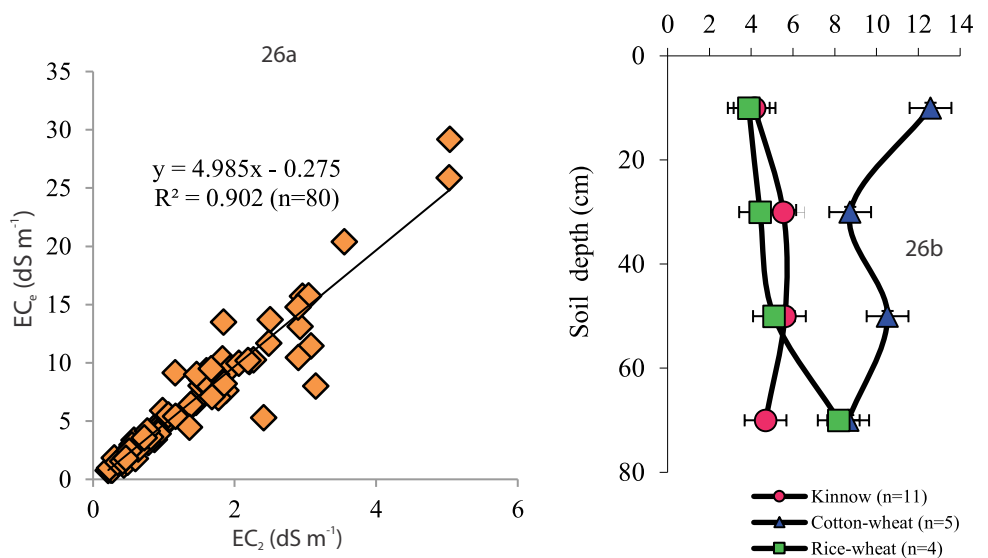 26a
35
30
25
20
15
10
5
0
0 2 4 6
y = 4.985x - 0.275
R² = 0.902 (n=80)
ECₑ (dS m⁻¹)
EC₂ (dS m⁻¹)
0 2 4 6 8 10 12 14
0
20
40
60
80
Soil depth (cm)
26b
Kinnow (n=11)
Cotton-wheat (n=5)
Rice-wheat (n=4)